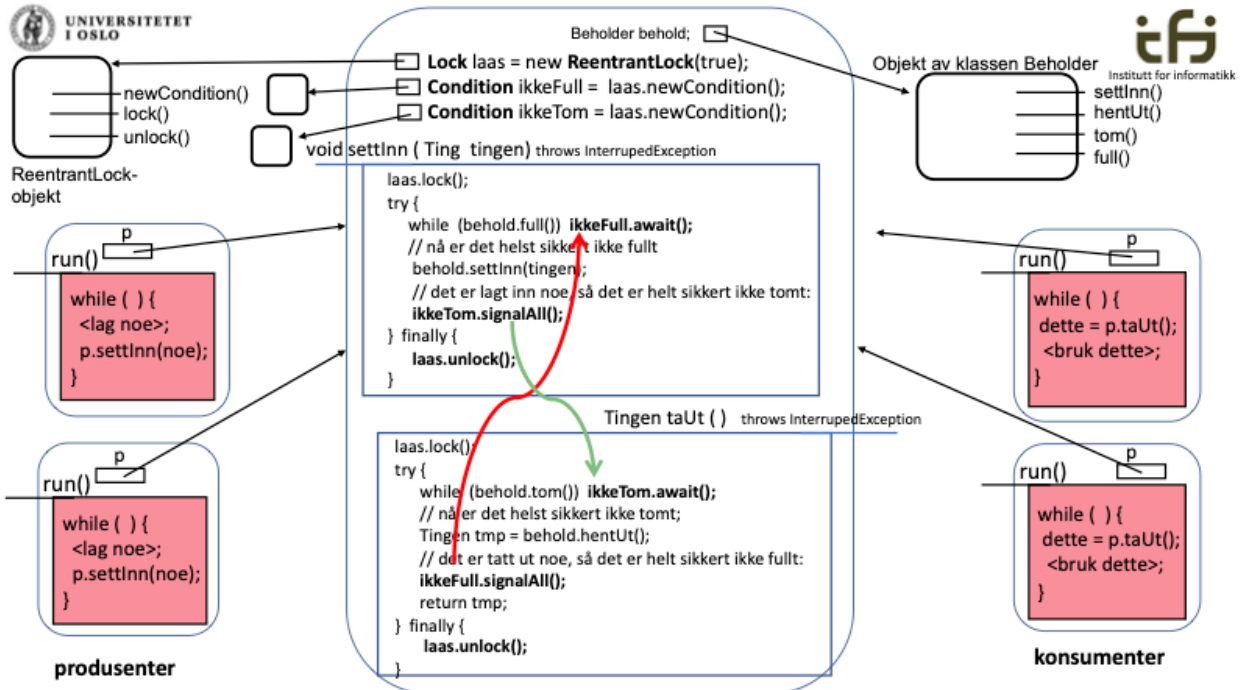 UNIVERSITETET
I OSLO
Beholder behold;
Lock laas = new ReentrantLock(true);
Condition ikkeFull = laas.newCondition();
Condition ikkeTom = laas.newCondition();
Objekt av klassen Beholder
ifi
Institutt for informatikk
settInn()
hentUt()
tom()
full()
newCondition()
lock()
unlock()
ReentrantLock-
objekt
void settInn ( Ting tingen) throws InterrupedException
laas.lock();
try {
while (behold.full()) ikkeFull.await();
// nå er det helst sikkert ikke fullt
behold.settInn(tingen);
// det er lagt inn noe, så det er helt sikkert ikke tomt:
ikkeTom.signalAll();
} finally {
laas.unlock();
}
Tingen taUt ( ) throws InterrupedException
laas.lock();
try {
while (behold.tom()) ikkeTom.await();
// nå er det helst sikkert ikke tomt;
Tingen tmp = behold.hentUt();
// det er tatt ut noe, så det er helt sikkert ikke fullt:
ikkeFull.signalAll();
return tmp;
} finally {
laas.unlock();
}
p
run()
while ( ) {
<lag noe>;
p.settInn(noe);
}
p
run()
while ( ) {
<lag noe>;
p.settInn(noe);
}
produsenter
p
run()
while ( ) {
dette = p.taUt();
<bruk dette>;
}
p
run()
while ( ) {
dette = p.taUt();
<bruk dette>;
}
konsumenter